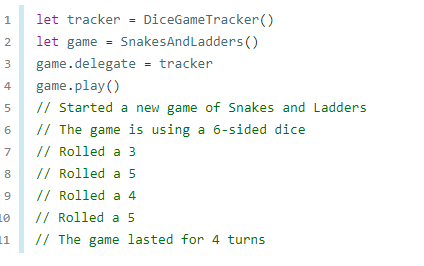 1 let tracker = DiceGameTracker()
2 let game = SnakesAndLadders()
3 game.delegate = tracker
4 game.play()
5 // Started a new game of Snakes and Ladders
6 // The game is using a 6-sided dice
7 // Rolled a 3
8 // Rolled a 5
9 // Rolled a 4
10 // Rolled a 5
11 // The game lasted for 4 turns